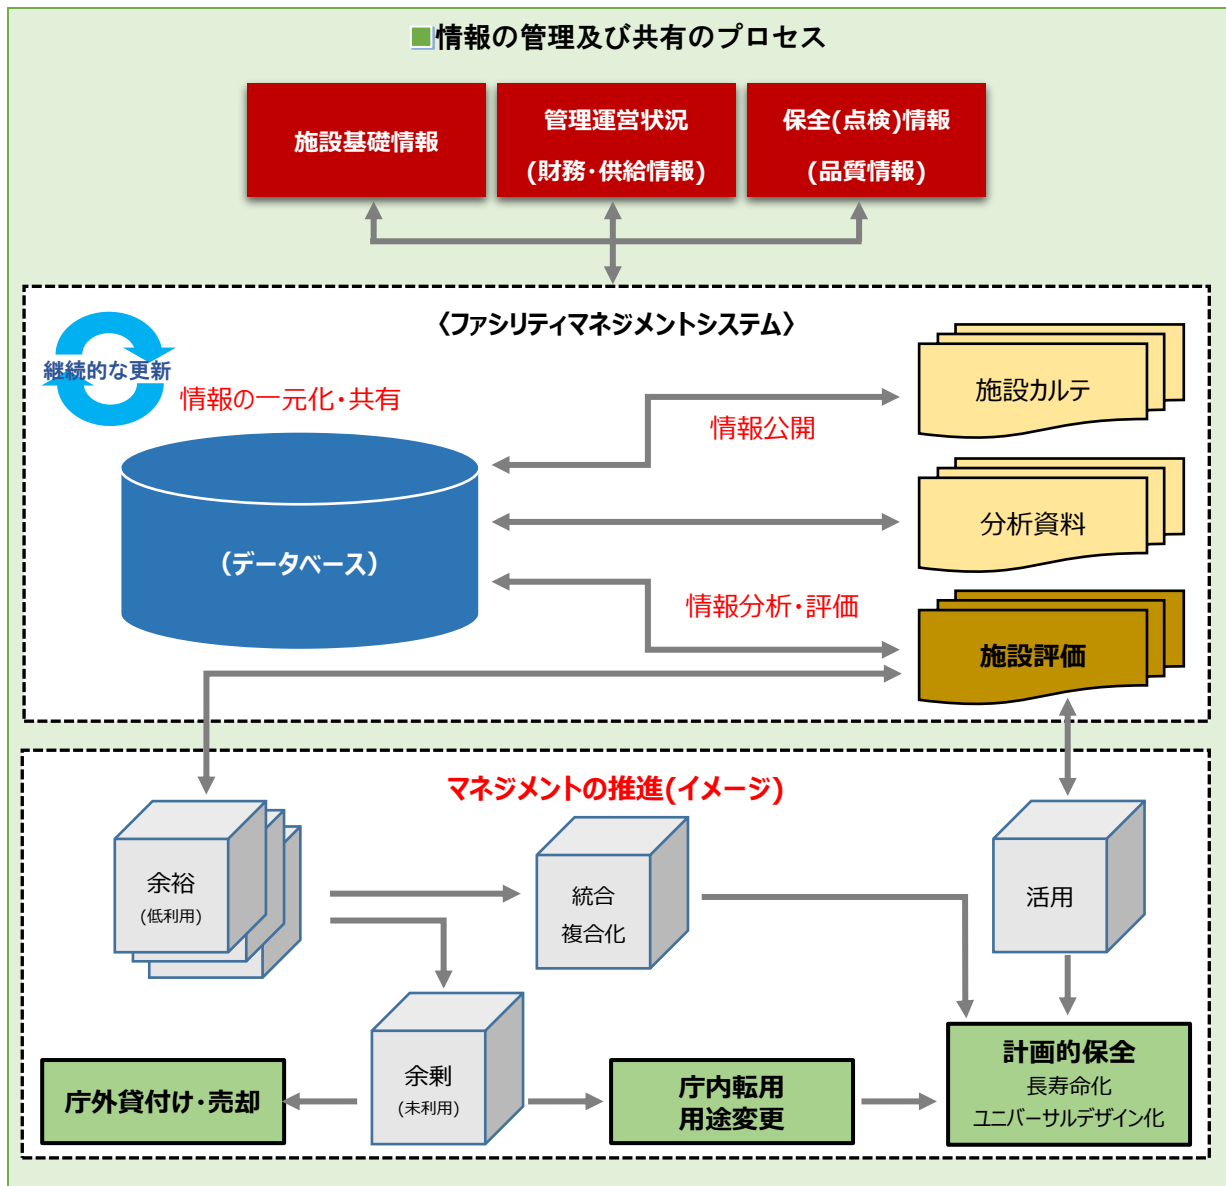 ■情報の管理及び共有のプロセス
施設基礎情報
管理運営状況
(財務・供給情報)
保全(点検)情報
(品質情報)
〈ファシリティマネジメントシステム〉
継続的な更新
情報の一元化・共有
施設カルテ
情報公開
分析資料
(データベース)
情報分析・評価
施設評価
マネジメントの推進(イメージ)
余裕
(低利用)
統合
複合化
活用
余剰
(未利用)
庁外貸付け・売却
庁内転用
用途変更
計画的保全
長寿命化
ユニバーサルデザイン化